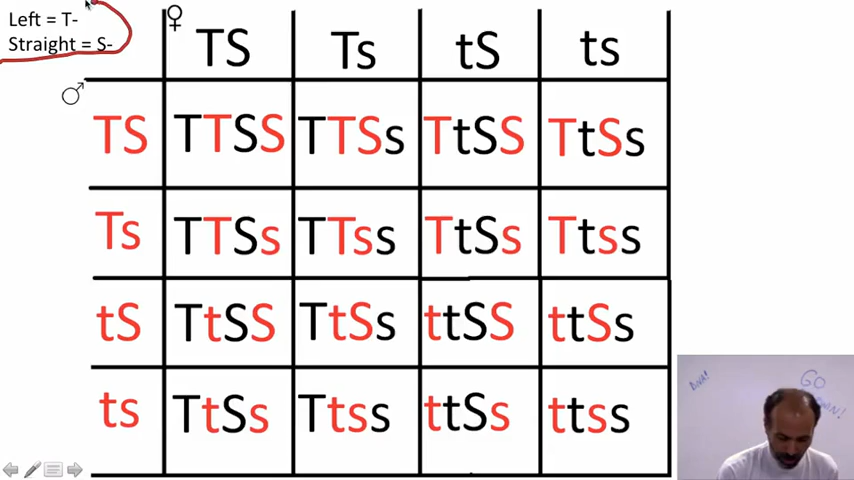 Left = T-
Straight = S-
♀
TS Ts tS ts
♂
TS TTSS TTSs TtSS TtSs
Ts TTSs TTss TtSs Ttss
tS TtSS TtSs ttSS ttSs
ts TtSs Ttss ttSs ttss
GO